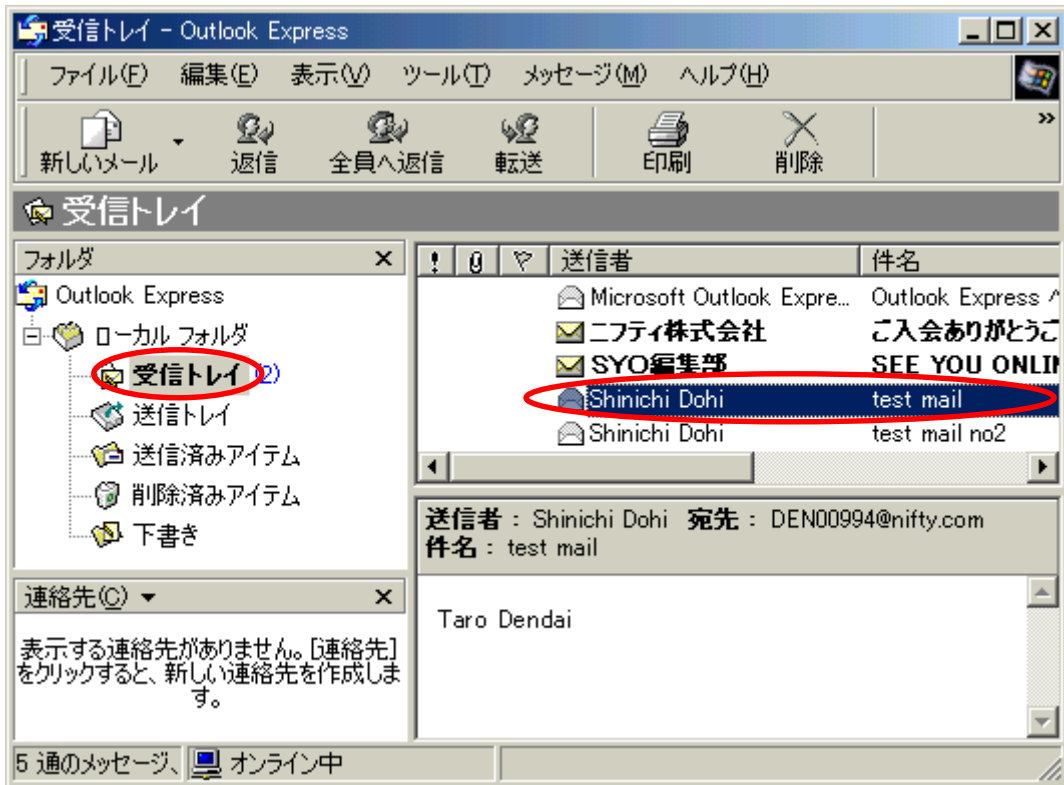 受信トレイ - Outlook Express
ファイル(F) 編集(E) 表示(V) ツール(T) メッセージ(M) ヘルプ(H)
新しいメール 返信 全員へ返信 転送 印刷 削除 »
受信トレイ
フォルダ ×
Outlook Express
ローカル フォルダ
受信トレイ (2)
送信トレイ
送信済みアイテム
削除済みアイテム
下書き
連絡先(C) ▼ ×
表示する連絡先がありません。[連絡先]
をクリックすると、新しい連絡先を作成しま
す。
! 送信者 件名
Microsoft Outlook Expre... Outlook Express
ニフティ株式会社 ご入会ありがとうご
SYO編集部 SEE YOU ONLIN
Shinichi Dohi test mail
Shinichi Dohi test mail no2
送信者 : Shinichi Dohi 宛先 : DEN00994@nifty.com
件名 : test mail
Taro Dendai
5 通のメッセージ、 オンライン中